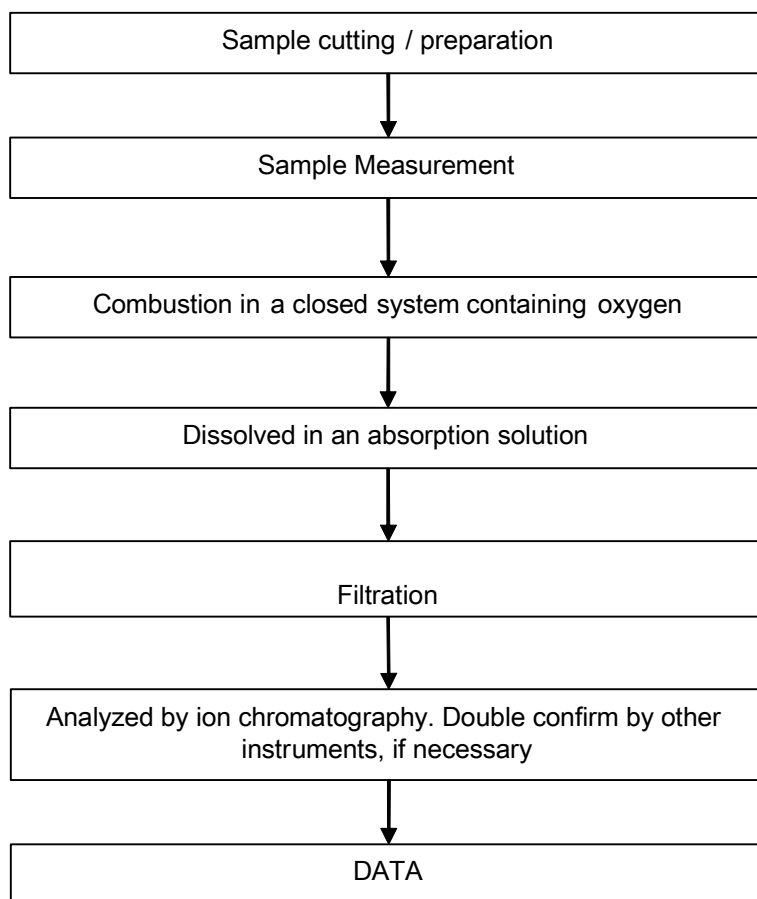 Sample cutting / preparation
Sample Measurement
Combustion in a closed system containing oxygen
Dissolved in an absorption solution
Filtration
Analyzed by ion chromatography. Double confirm by other
instruments, if necessary
DATA